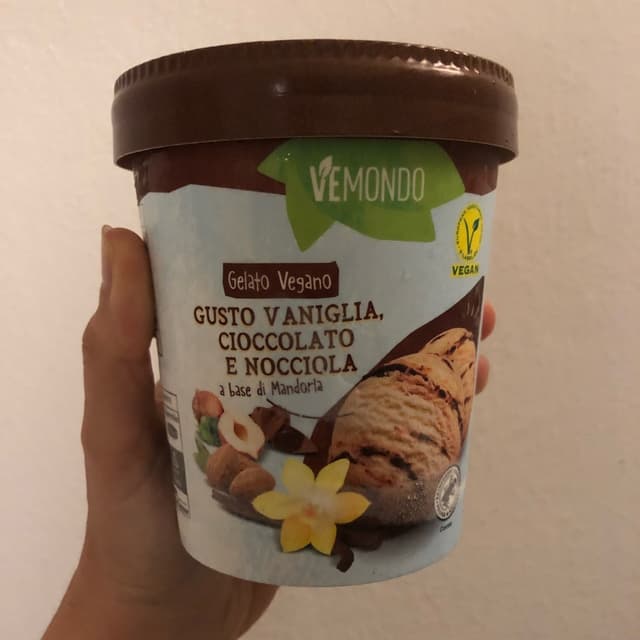 VEMONDO
VEGAN
Gelato Vegano
GUSTO VANIGLIA,
CIOCCOLATO
E NOCCIOLA
a base di Mandorla